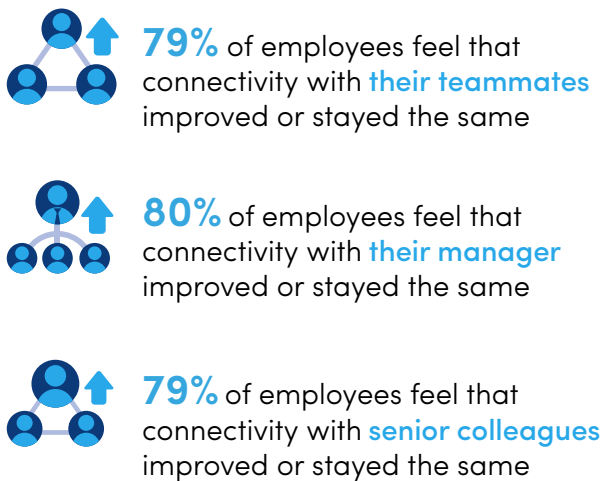 79% of employees feel that
connectivity with their teammates
improved or stayed the same
80% of employees feel that
connectivity with their manager
improved or stayed the same
79% of employees feel that
connectivity with senior colleagues
improved or stayed the same